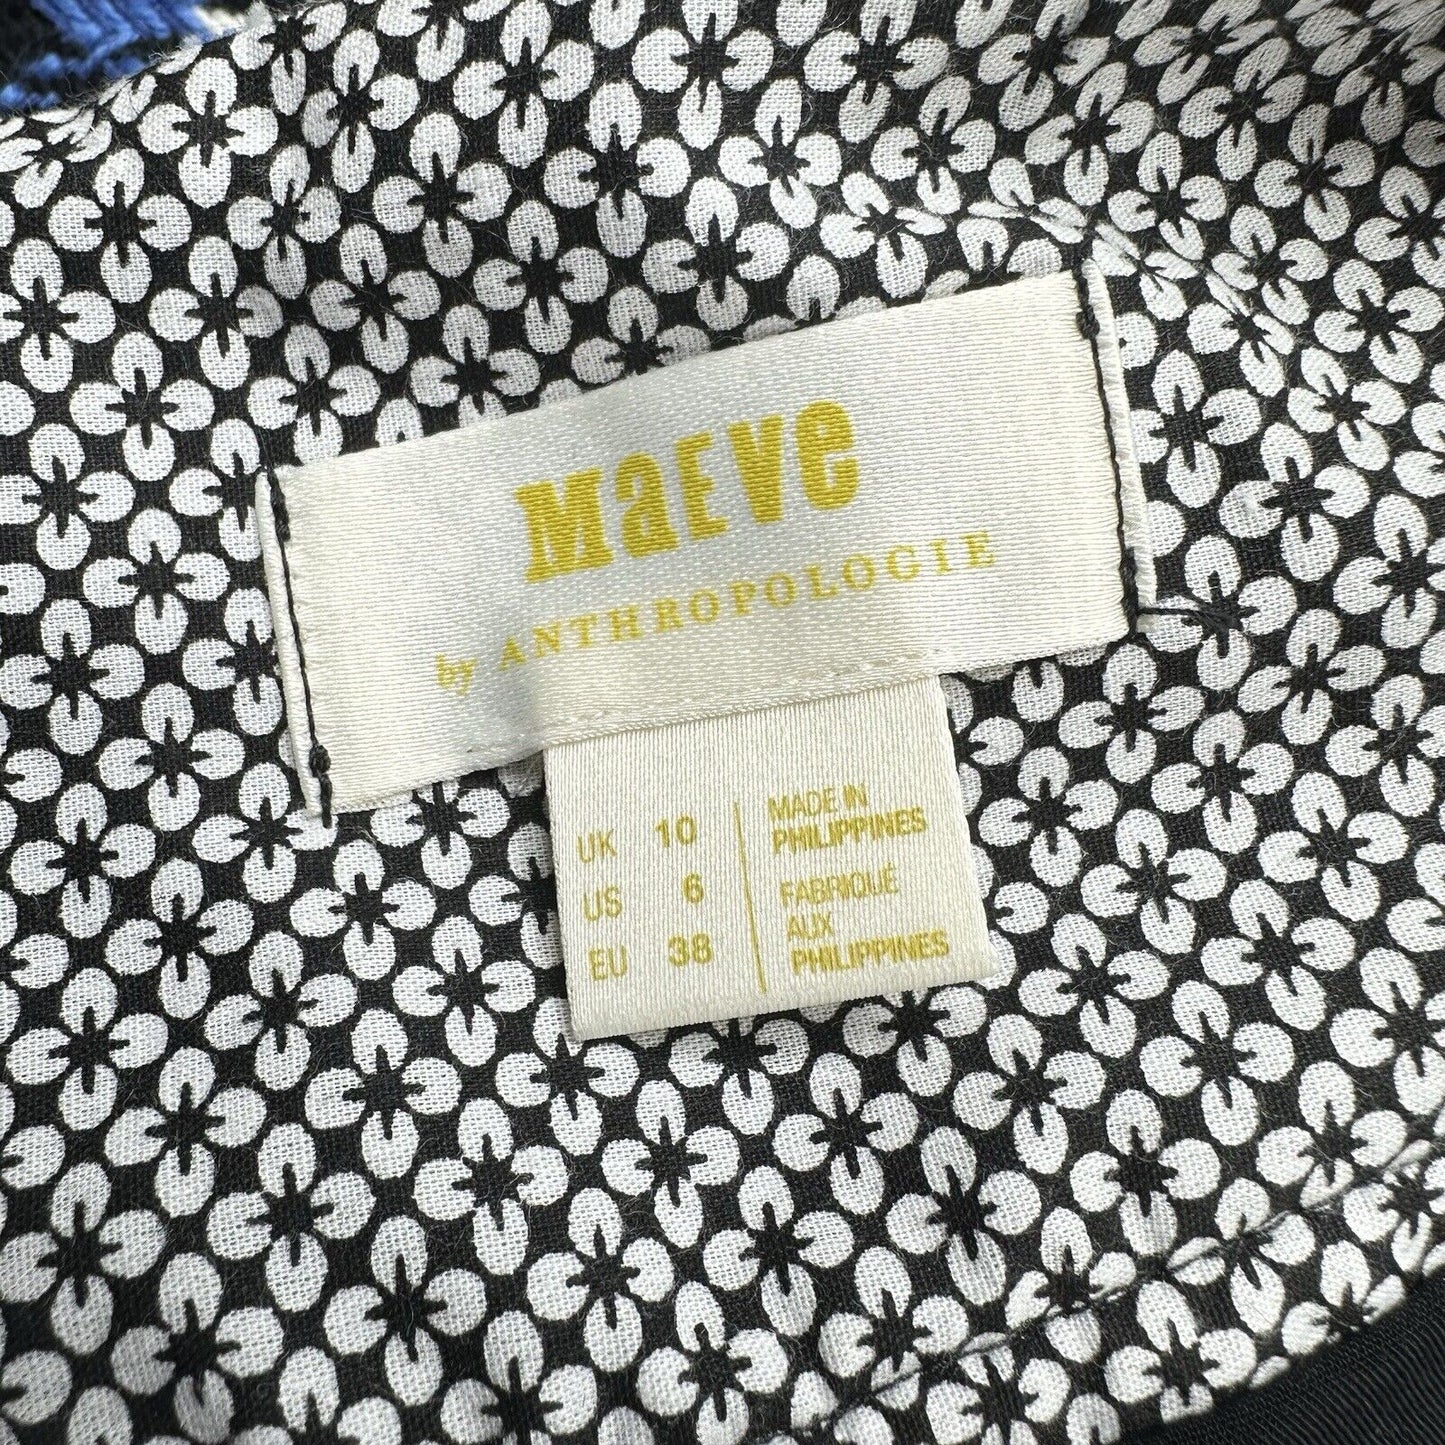 MaEVe
by ANTHROPOLOGIE
UK 10
US 6
EU 38
MADE IN
PHILIPPINES
FABRIQUÉ
AUX
PHILIPPINES